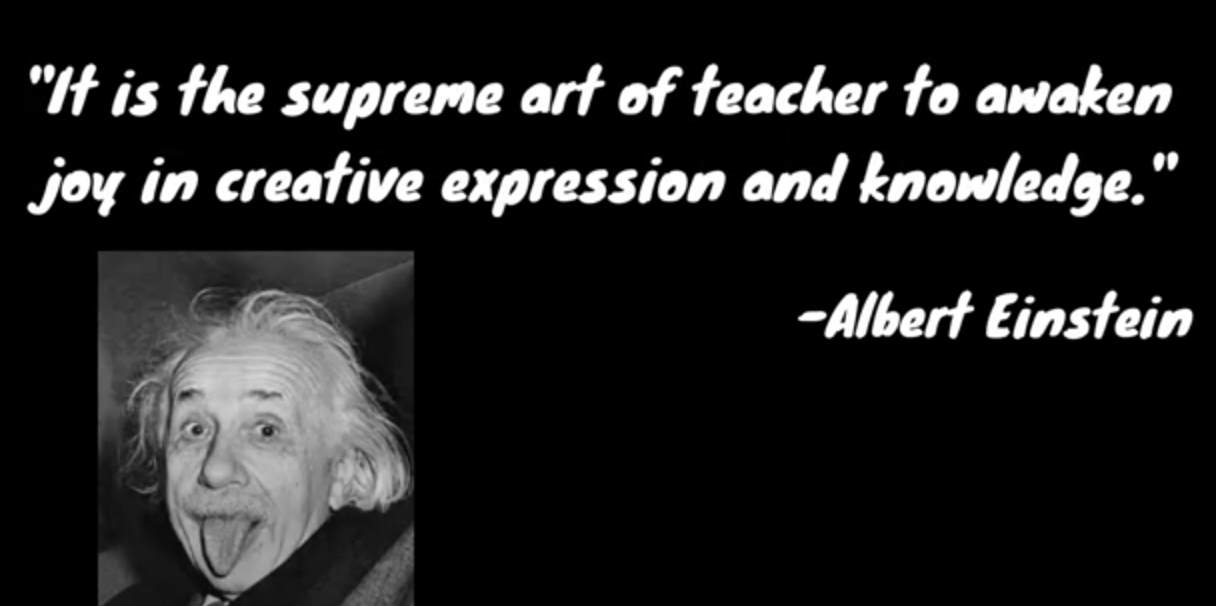 "It is the supreme art of teacher to awaken
joy in creative expression and knowledge."
-Albert Einstein